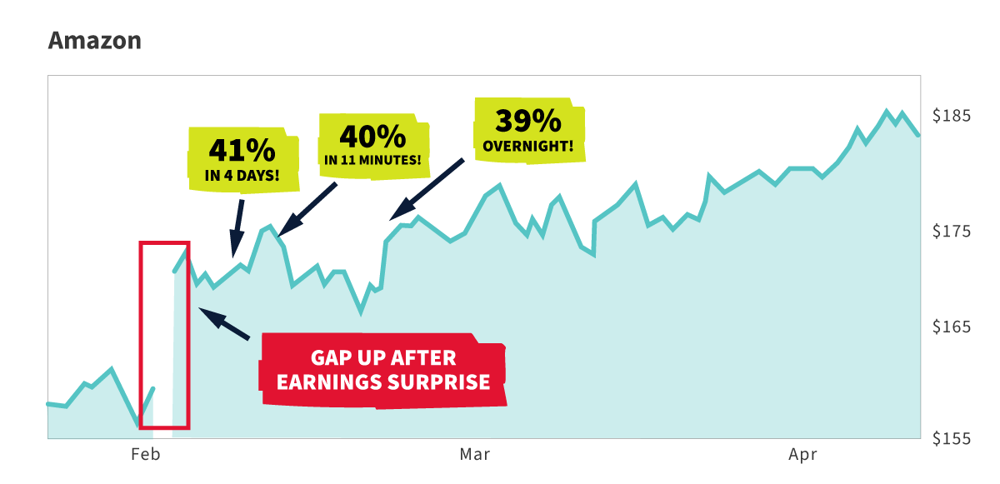 Amazon
41%
IN 4 DAYS!
40%
IN 11 MINUTES!
39%
OVERNIGHT!
GAP UP AFTER
EARNINGS SURPRISE
$185
$175
$165
$155
Feb
Mar
Apr